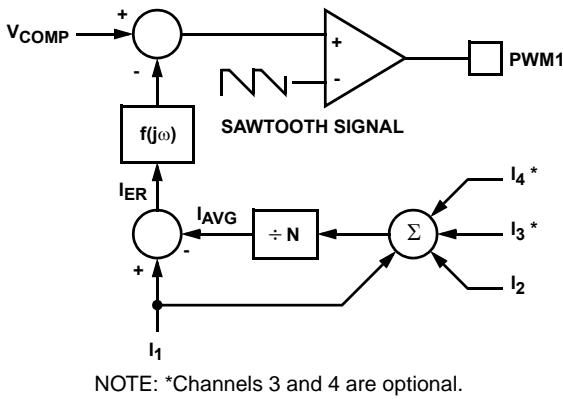 V_COMP
+
-
+
-
PWM1
SAWTOOTH SIGNAL
f(jω)
I_ER
I_AVG
÷ N
Σ
I_4 *
I_3 *
I_2
+
-
I_1
NOTE: *Channels 3 and 4 are optional.